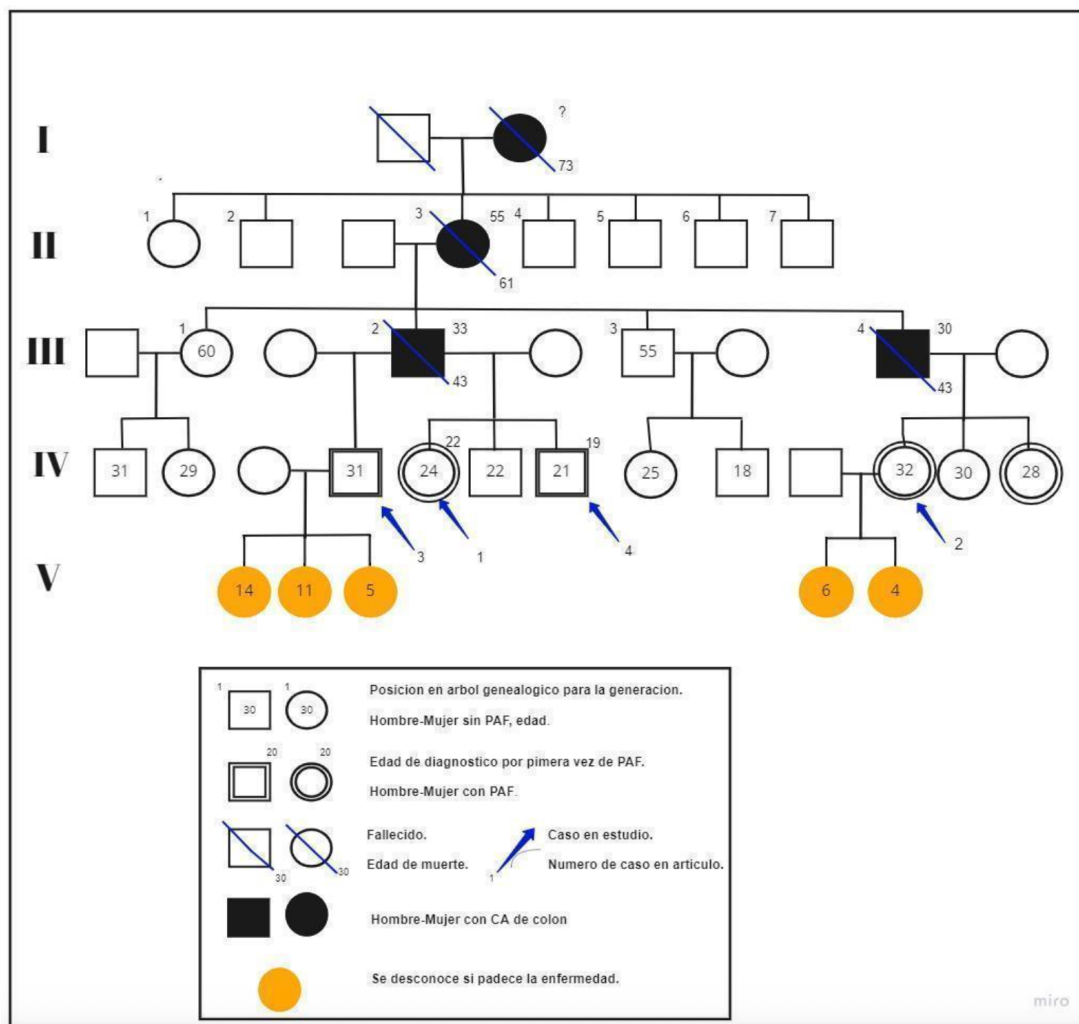 ?
I
73
1 2 3 55 4 5 6 7
II
61
1 2 33 3 4 30
III 60 55
43 43
22 19
IV 31 29 31 24 22 21 25 18 32 30 28
3 1 4 2
V 14 11 5 6 4
1 1 Posicion en arbol genealogico para la generacion.
30 30 Hombre-Mujer sin PAF, edad.
20 20 Edad de diagnostico por pimera vez de PAF.
Hombre-Mujer con PAF.
Fallecido. Caso en estudio.
30 30 Edad de muerte. 1 Numero de caso en articulo.
Hombre-Mujer con CA de colon
Se desconoce si padece la enfermedad.
miro